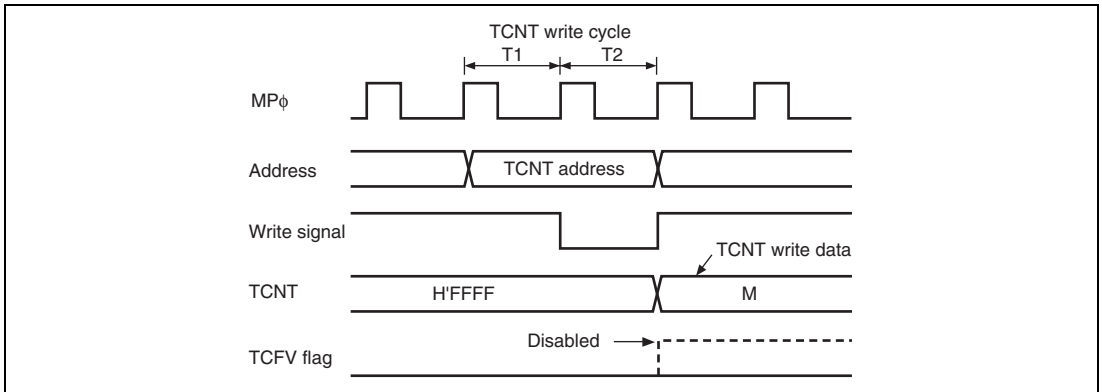 TCNT write cycle
T1 T2
MPϕ
Address TCNT address
Write signal
TCNT write data
TCNT H'FFFF M
Disabled
TCFV flag